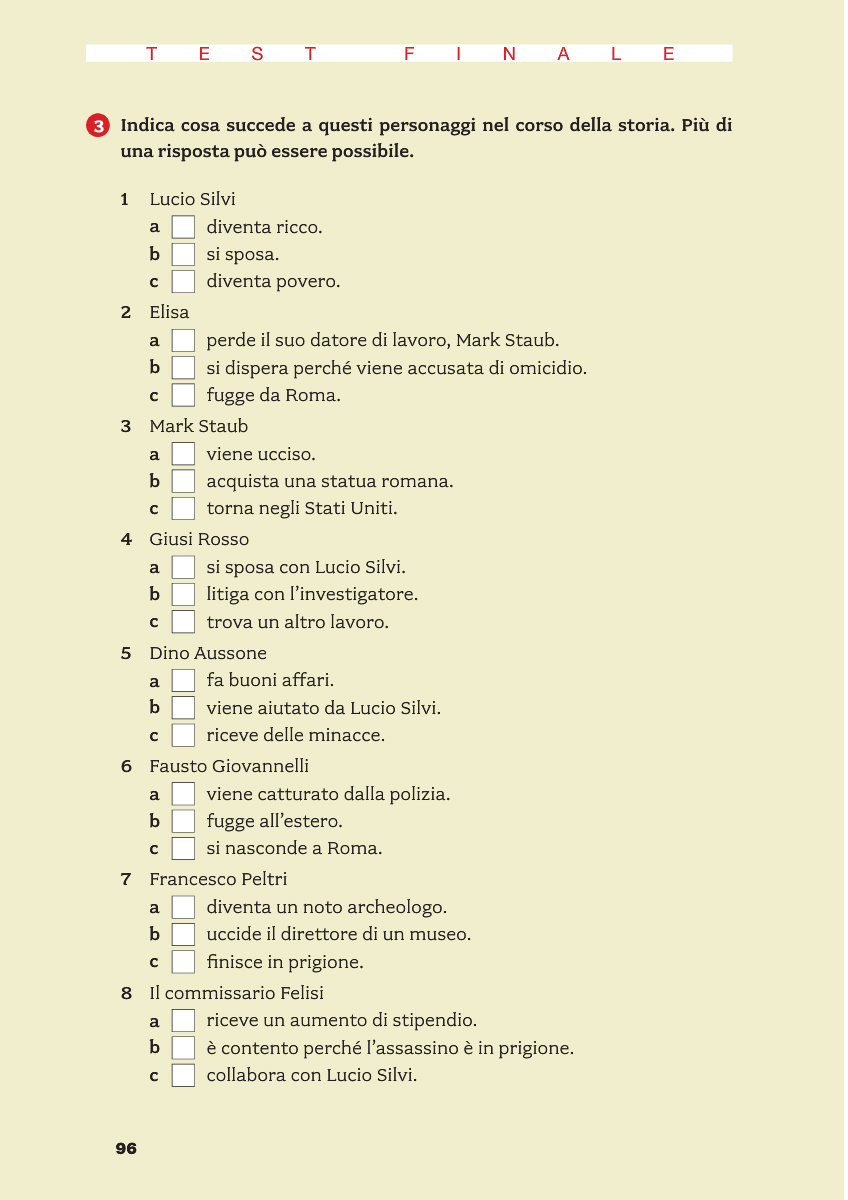 TEST FINALE
3 Indica cosa succede a questi personaggi nel corso della storia. Più di
una risposta può essere possibile.
1 Lucio Silvi
a diventa ricco.
b si sposa.
c diventa povero.
2 Elisa
a perde il suo datore di lavoro, Mark Staub.
b si dispera perché viene accusata di omicidio.
c fugge da Roma.
3 Mark Staub
a viene ucciso.
b acquista una statua romana.
c torna negli Stati Uniti.
4 Giusi Rosso
a si sposa con Lucio Silvi.
b litiga con l’investigatore.
c trova un altro lavoro.
5 Dino Aussone
a fa buoni affari.
b viene aiutato da Lucio Silvi.
c riceve delle minacce.
6 Fausto Giovannelli
a viene catturato dalla polizia.
b fugge all’estero.
c si nasconde a Roma.
7 Francesco Peltri
a diventa un noto archeologo.
b uccide il direttore di un museo.
c finisce in prigione.
8 Il commissario Felisi
a riceve un aumento di stipendio.
b è contento perché l’assassino è in prigione.
c collabora con Lucio Silvi.
96